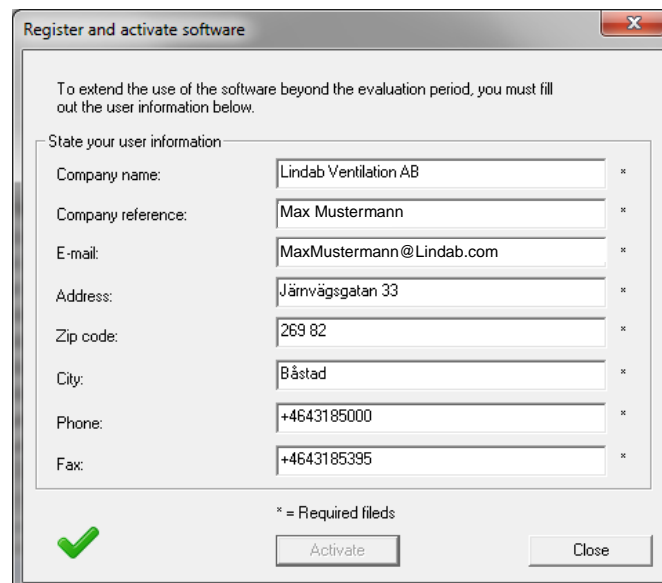 Register and activate software
To extend the use of the software beyond the evaluation period, you must fill
out the user information below.
State your user information
Company name: Lindab Ventilation AB *
Company reference: Max Mustermann *
E-mail: MaxMustermann@Lindab.com *
Address: Järnvägsgatan 33 *
Zip code: 269 82 *
City: Båstad *
Phone: +4643185000 *
Fax: +4643185395 *
* = Required fileds
Activate Close